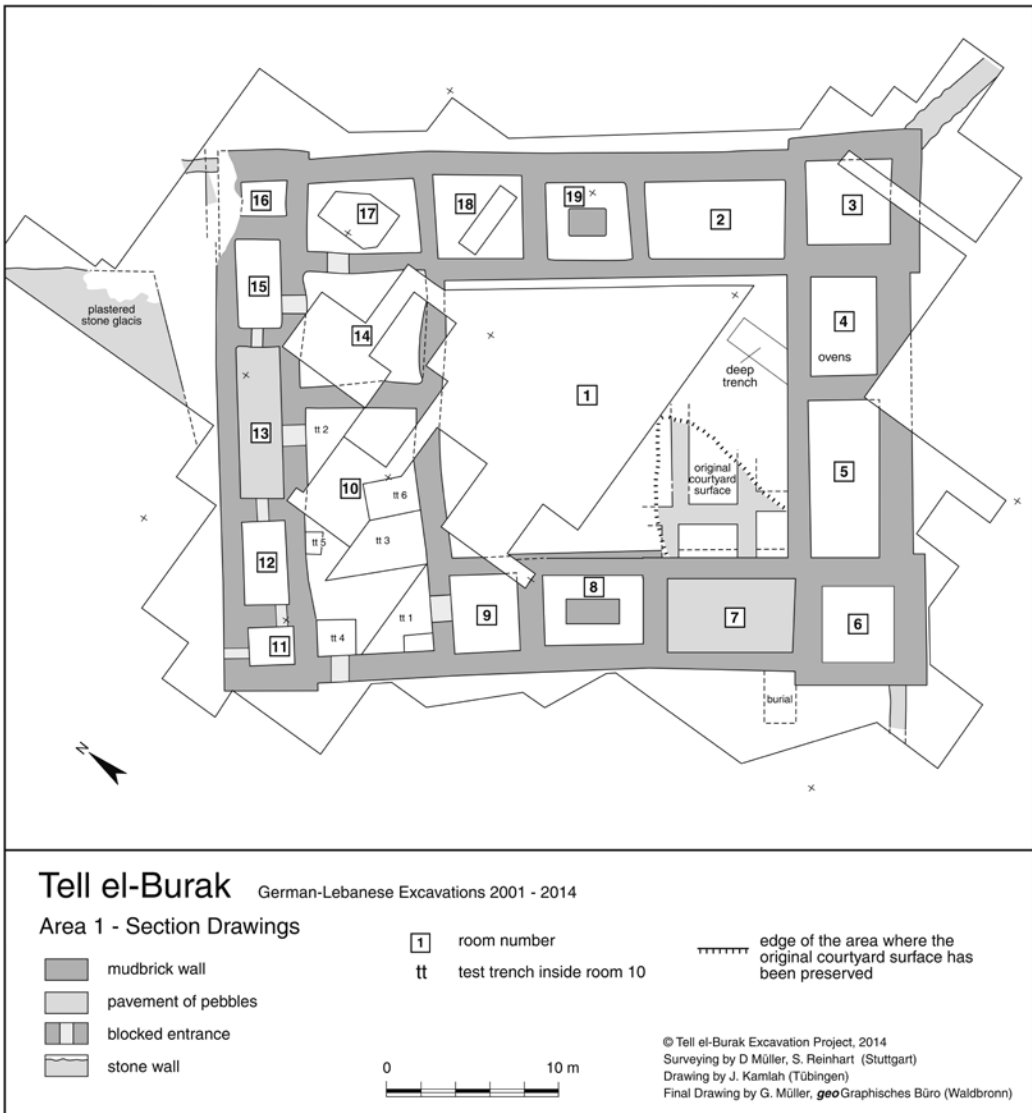 16
17
18
19
2
3
15
plastered
stone glacis
14
4
ovens
deep
trench
1
13
tt 2
original
courtyard
surface
5
10
tt 6
tt 5
tt 3
12
8
9
7
6
tt 1
tt 4
11
burial
N
Tell el-Burak German-Lebanese Excavations 2001 - 2014
Area 1 - Section Drawings
mudbrick wall
pavement of pebbles
blocked entrance
stone wall
1 room number
tt test trench inside room 10
0 10 m
edge of the area where the
original courtyard surface has
been preserved
© Tell el-Burak Excavation Project, 2014
Surveying by D Müller, S. Reinhart (Stuttgart)
Drawing by J. Kamlah (Tübingen)
Final Drawing by G. Müller, geoGraphisches Büro (Waldbronn)